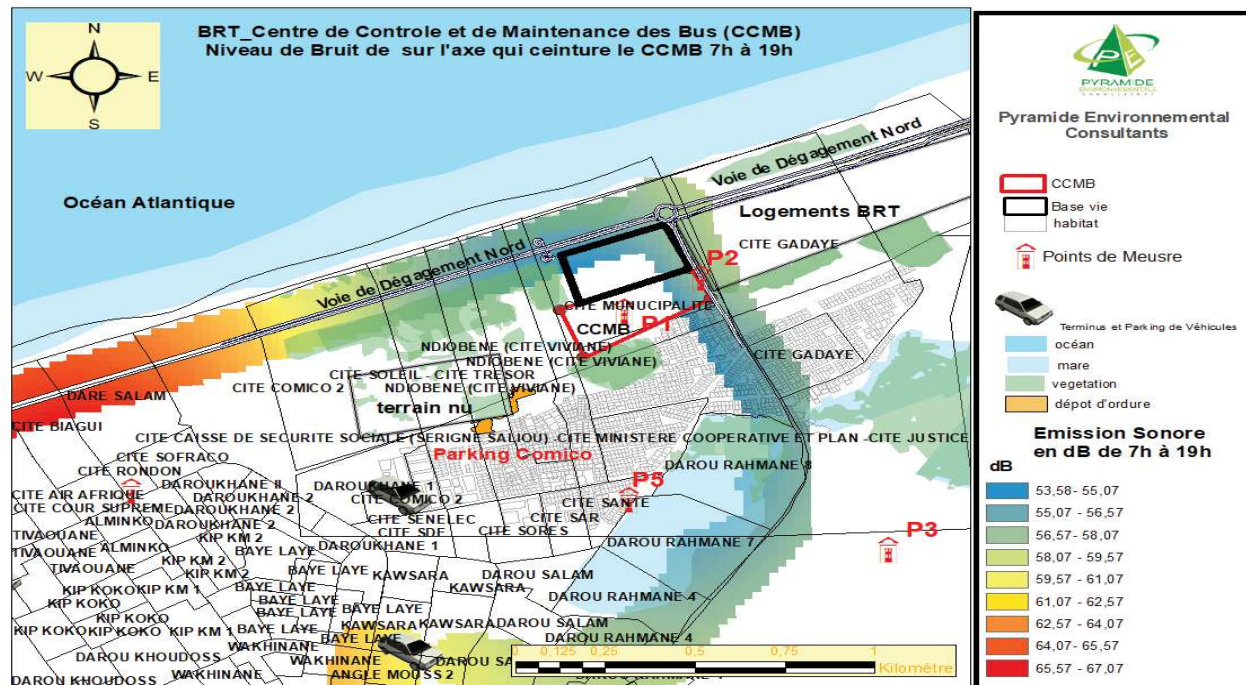 BRT_Centre de Controle et de Maintenance des Bus (CCMB)
Niveau de Bruit de sur l'axe qui ceinture le CCMB 7h à 19h
N
W
E
S
Océan Atlantique
Voie de Dégagement Nord
Voie de Dégagement Nord
Logements BRT
CITE GADAYE
P2
CITE MUNUCIPALITE
P1
CCMB
CITE GADAYE
NDIOBENE (CITE VIVIANE)
NDIOBENE (CITE VIVIANE)
CITE SOLEIL - CITE TRESOR
CITE COMICO 2
NDIOBENE (CITE VIVIANE)
DARE SALAM
terrain nu
CITE BIAGUI
CITE CAISSE DE SECURITE SOCIALE (SERIGNE SALIOU) -CITE MINISTERE COOPERATIVE ET PLAN -CITE JUSTICE
CITE SOFRACO
Parking Comico
CITE RONDON
DAROU RAHMANE 8
DAROUKHANE II
DAROUKHANE 1
P5
CITE AIR AFRIQUE
DAROUKHANE 2
CITE COMICO 2
CITE SANTE
CITE COUR SUPREME
DAROUKHANE 2
ALMINKO
DAROUKHANE 2
CITE SENELEC
CITE SAR
TIVAOUANE
KIP KM 2
CITE SDE
CITE SORES
P3
ALMINKO
BAYE LAYE
DAROUKHANE 1
DAROU RAHMANE 7
TIVAOUANE
KIP KM 2
KIP KM 2
BAYE LAYE
KAWSARA
DAROU SALAM
KIP KOKO
KIP KM 1
BAYE LAYE
KAWSARA
BAYE LAYE
DAROU RAHMANE 4
KIP KOKO
BAYE LAYE
BAYE LAYE
KIP KOKO
KIP KOKO
KIP KM 1
BAYE LAYE
KAWSARA
KAWSARA
DAROU SALAM
BAYE LAYE
DAROU RAHMANE 4
WAKHINANE
DAROU KHOUDOSS
WAKHINANE
DAROU KHOUDOSS
WAKHINANE
ANGLE MOUSS 2
0 0,125 0,25 0,5 0,75 1
Kilomètre
PE
PYRAMIDE
ENVIRONNEMENTALE
CONSULTANTS
Pyramide Environmental
Consultants
CCMB
Base vie
habitat
Points de Meusre
Terminus et Parking de Véhicules
océan
mare
vegetation
dépot d'ordure
Emission Sonore
en dB de 7h à 19h
dB
53,58- 55,07
55,07 - 56,57
56,57 - 58,07
58,07 - 59,57
59,57 - 61,07
61,07 - 62,57
62,57 - 64,07
64,07- 65,57
65,57 - 67,07